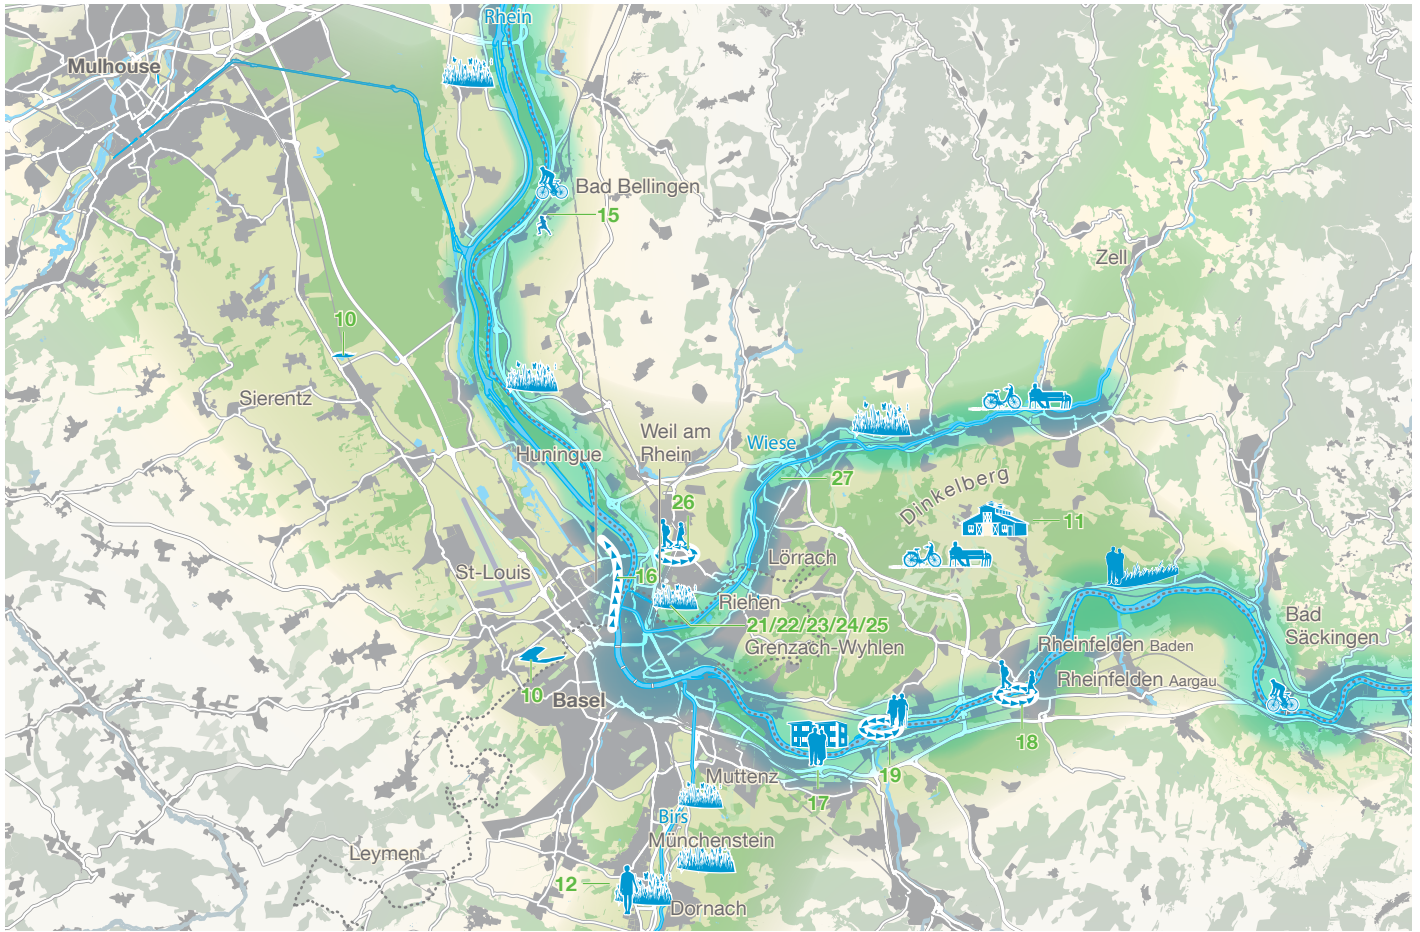 Rhein
Mulhouse
Bad Bellingen
15
Zell
10
Sierentz
Weil am
Rhein
Wiese
Huningue
27
26
Dinkelberg
11
Lörrach
St-Louis
16
Riehen
21/22/23/24/25
Grenzach-Wyhlen
Bad
Säckingen
Rheinfelden Baden
Rheinfelden Aargau
10
Basel
18
19
Muttenz
17
Birs
Münchenstein
Leymen
12
Dornach